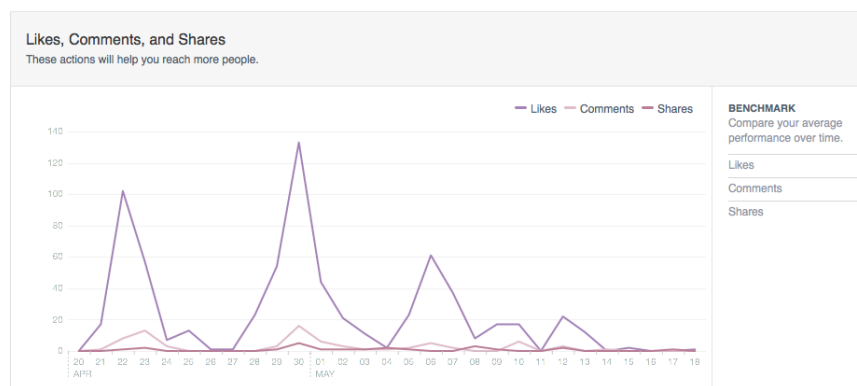 Likes, Comments, and Shares
These actions will help you reach more people.
Likes Comments Shares
BENCHMARK
Compare your average
performance over time.
Likes
Comments
Shares
140
120
100
80
60
40
20
0
20 21 22 23 24 25 26 27 28 29 30 01 02 03 04 05 06 07 08 09 10 11 12 13 14 15 16 17 18
APR MAY